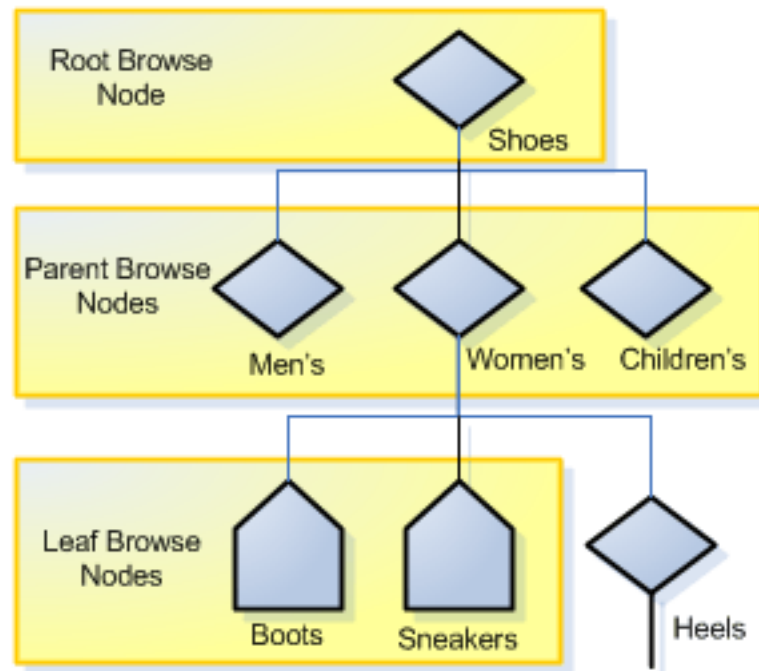 Root Browse
Node
Shoes
Parent Browse
Nodes
Men's
Women's
Children's
Leaf Browse
Nodes
Boots
Sneakers
Heels